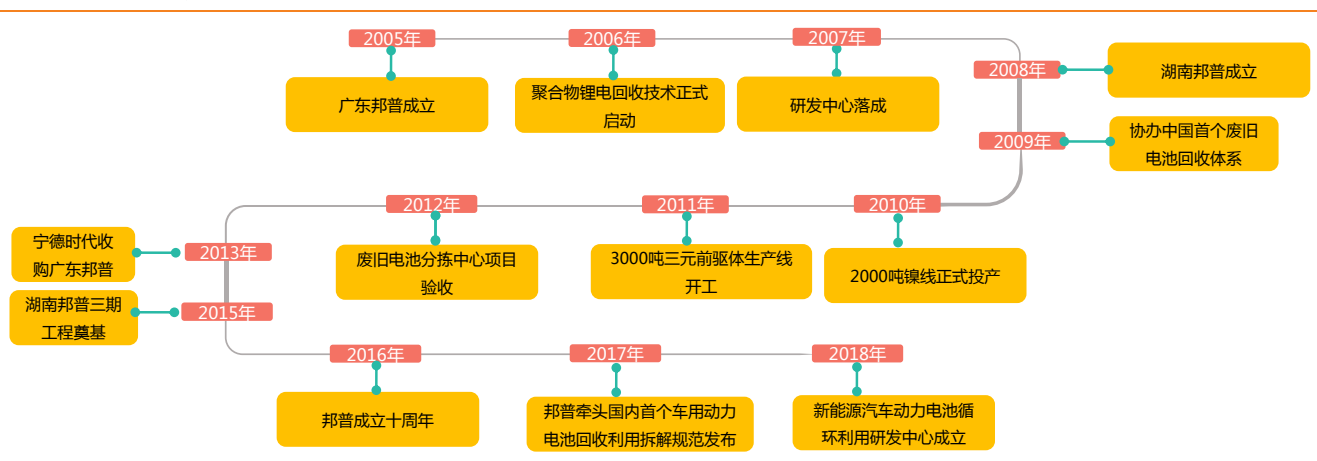 2005年
广东邦普成立
2006年
聚合物锂电回收技术正式
启动
2007年
研发中心落成
2008年
湖南邦普成立
2009年
协办中国首个废旧
电池回收体系
2010年
2000吨镍线正式投产
2011年
3000吨三元前驱体生产线
开工
2012年
废旧电池分拣中心项目
验收
2013年
宁德时代收
购广东邦普
2015年
湖南邦普三期
工程奠基
2016年
邦普成立十周年
2017年
邦普牵头国内首个车用动力
电池回收利用拆解规范发布
2018年
新能源汽车动力电池循
环利用研发中心成立